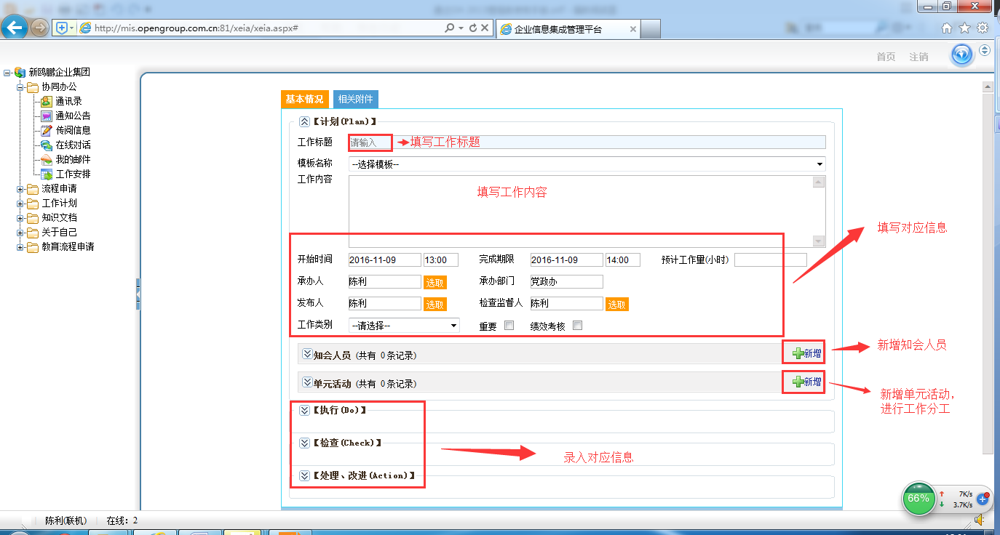 http://mis.opengroup.com.cn:81/xeia/xeia.aspx#
企业信息集成管理平台
首页 注销
新鸥鹏企业集团
协同办公
通讯录
通知公告
传阅信息
在线对话
我的邮件
工作安排
流程申请
工作计划
知识文档
关于自己
教育流程申请
基本情况 相关附件
【计划(Plan)】
工作标题 请输入 填写工作标题
模板名称 --选择模板--
工作内容
填写工作内容
填写对应信息
开始时间 2016-11-09 13:00 完成期限 2016-11-09 14:00 预计工作量(小时)
承办人 陈利 选取 承办部门 党政办
发布人 陈利 选取 检查监督人 陈利 选取
工作类别 --请选择-- 重要 绩效考核
知会人员 (共有 0条记录) 新增 新增知会人员
单元活动 (共有 0条记录) 新增
新增单元活动,
进行工作分工
【执行(Do)】
【检查(Check)】
录入对应信息
【处理、改进(Action)】
66% 7K/s
3.7K/s
陈利(联机) 在线：2